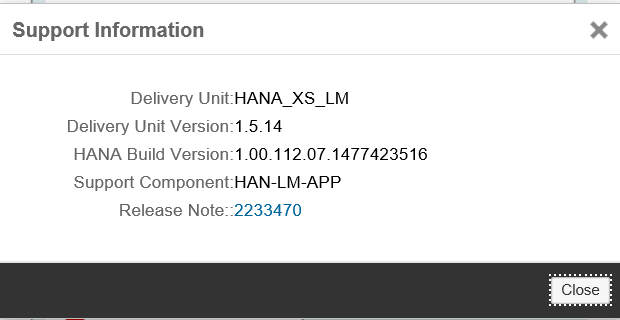 Support Information
Delivery Unit:HANA_XS_LM
Delivery Unit Version:1.5.14
HANA Build Version:1.00.112.07.1477423516
Support Component:HAN-LM-APP
Release Note::2233470
Close